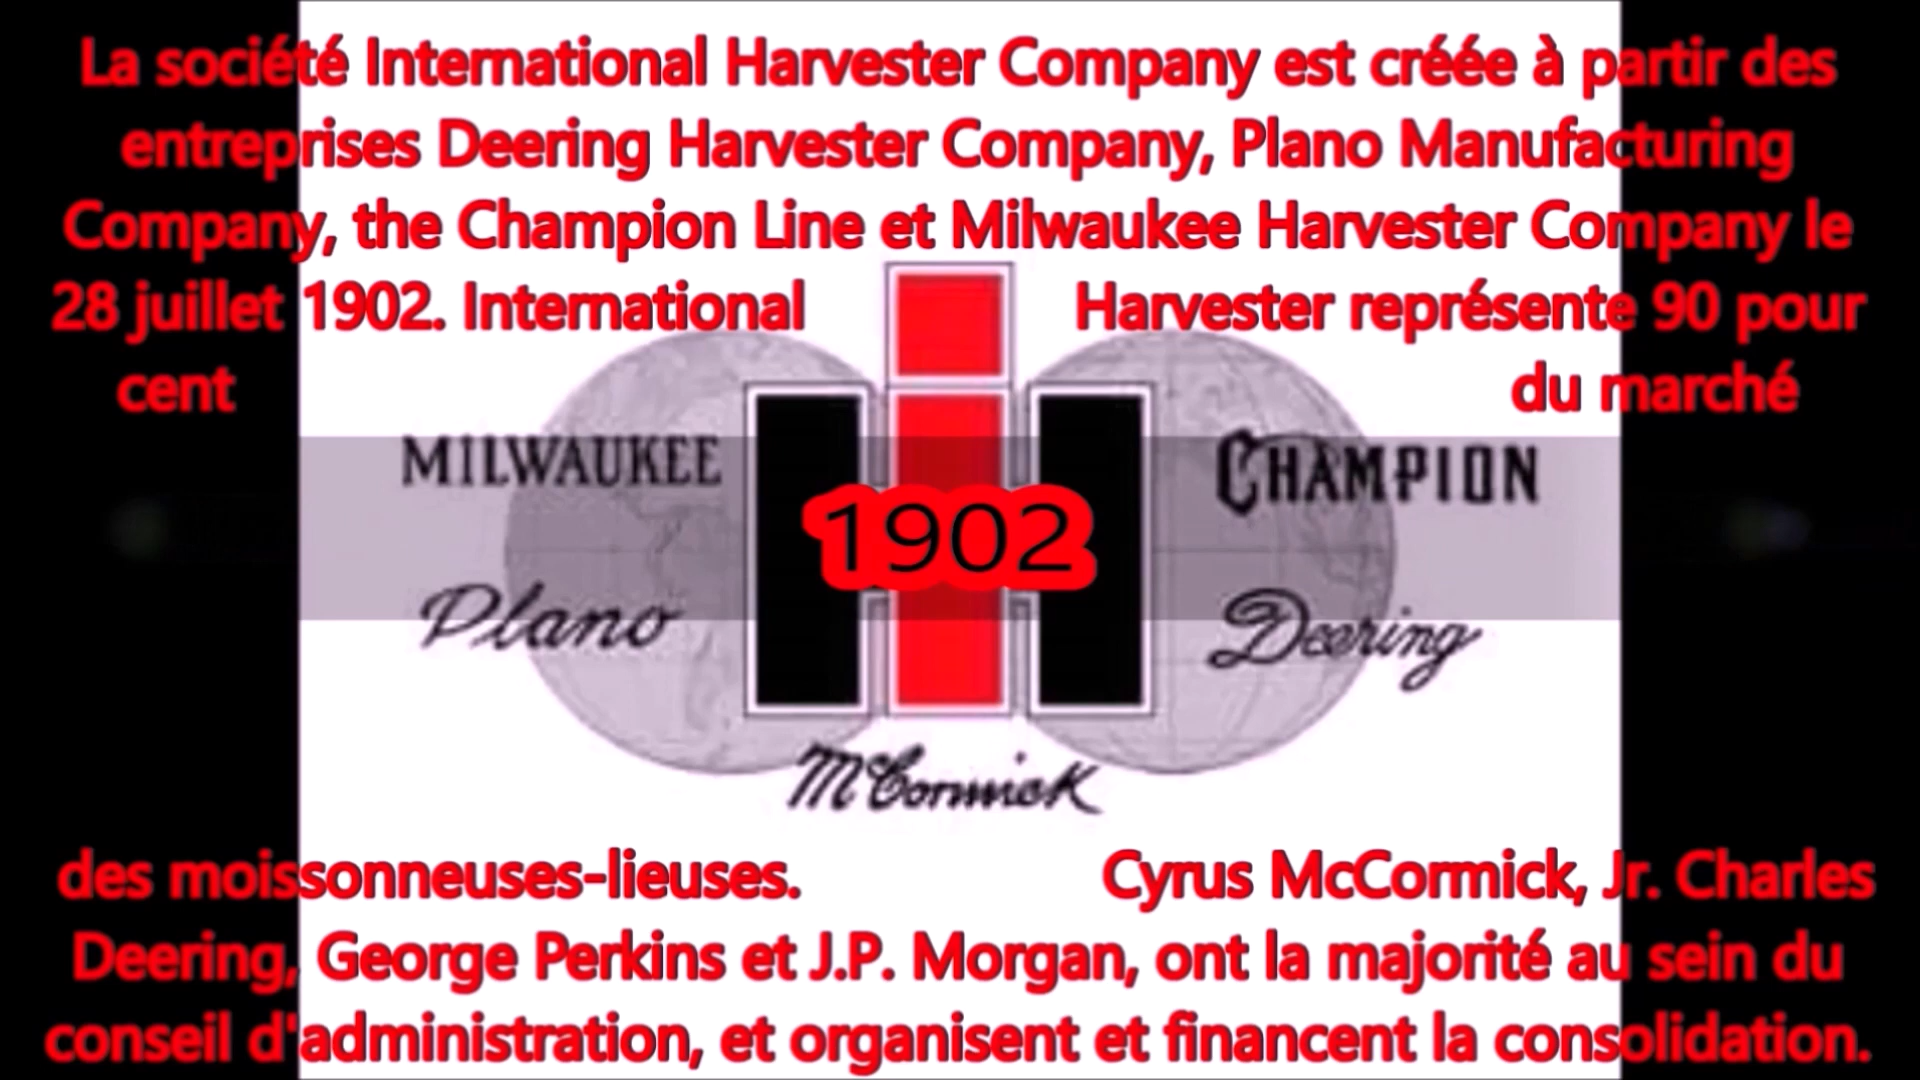 La société International Harvester Company est créée à partir des
entreprises Deering Harvester Company, Plano Manufacturing
Company, the Champion Line et Milwaukee Harvester Company le
28 juillet 1902. International Harvester représente 90 pour
cent du marché
MILWAUKEE CHAMPION
1902
Plano Deering
McCormick
des moissonneuses-lieuses. Cyrus McCormick, Jr. Charles
Deering, George Perkins et J.P. Morgan, ont la majorité au sein du
conseil d'administration, et organisent et financent la consolidation.